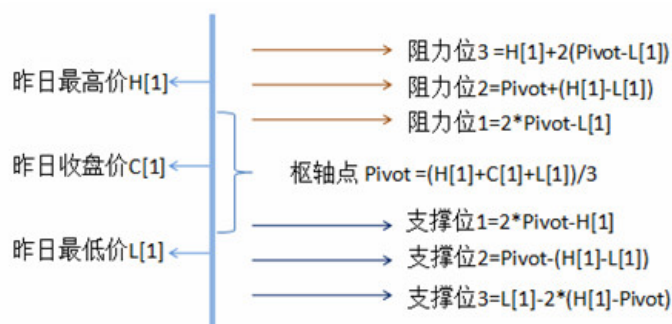 阻力位3 =H[1]+2(Pivot-L[1])
昨日最高价H[1]
阻力位2=Pivot+(H[1]-L[1])
阻力位1=2*Pivot-L[1]
昨日收盘价C[1]
枢轴点 Pivot =(H[1]+C[1]+L[1])/3
支撑位1=2*Pivot-H[1]
昨日最低价L[1]
支撑位2=Pivot-(H[1]-L[1])
支撑位3=L[1]-2*(H[1]-Pivot)